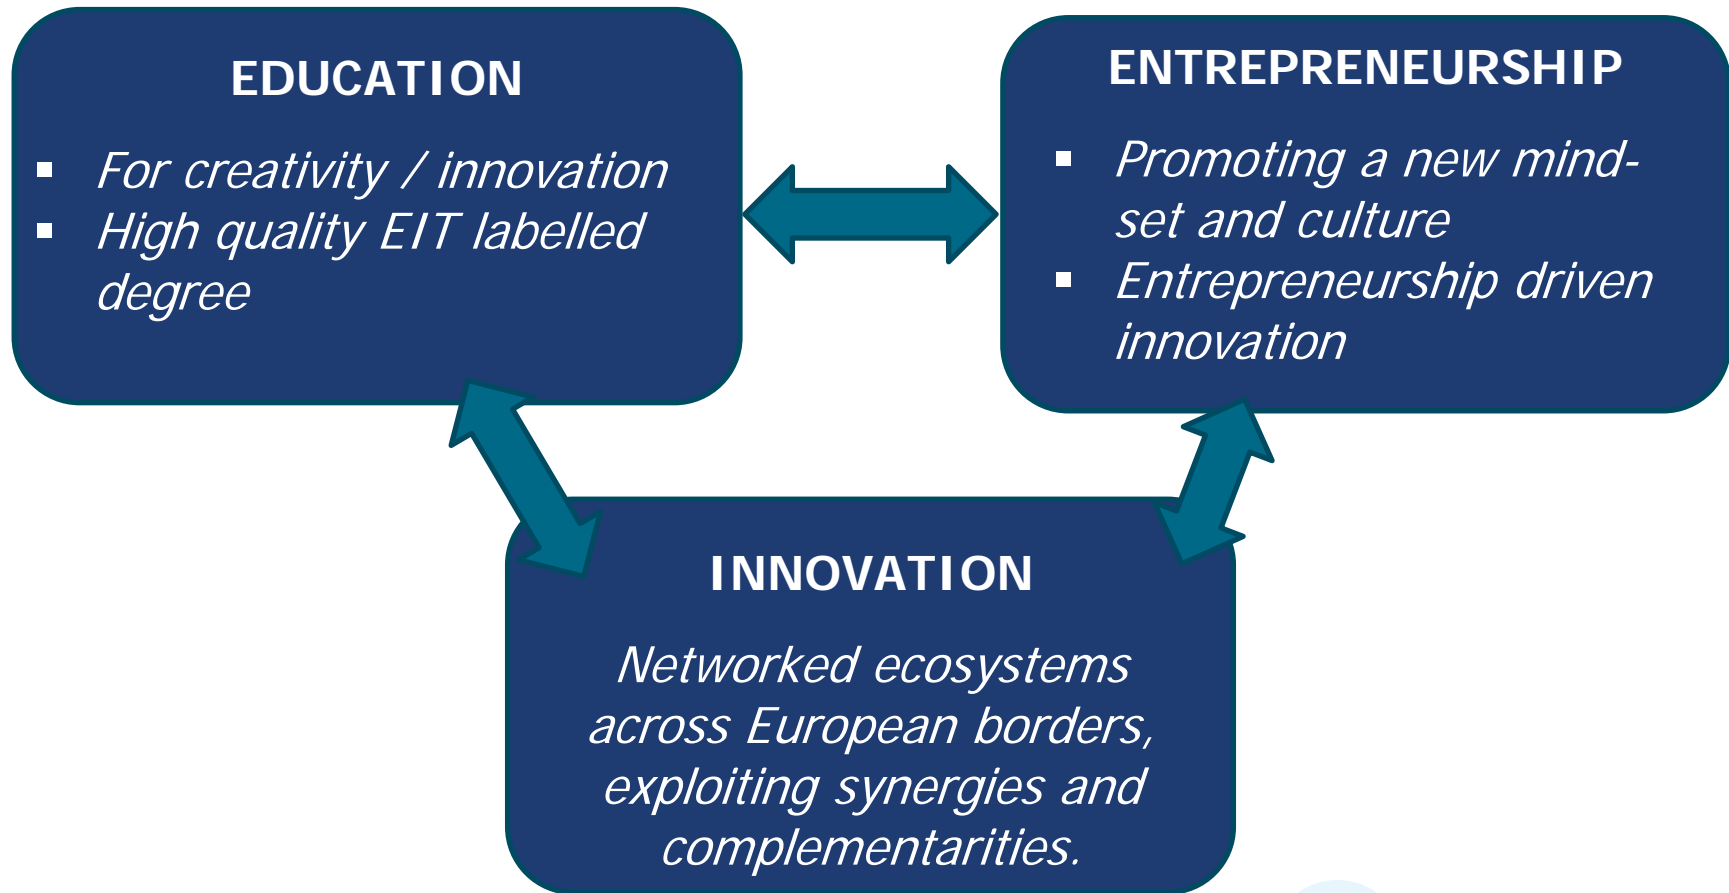 EDUCATION
▪ For creativity / innovation
▪ High quality EIT labelled
degree
ENTREPRENEURSHIP
▪ Promoting a new mind-
set and culture
▪ Entrepreneurship driven
innovation
INNOVATION
Networked ecosystems
across European borders,
exploiting synergies and
complementarities.